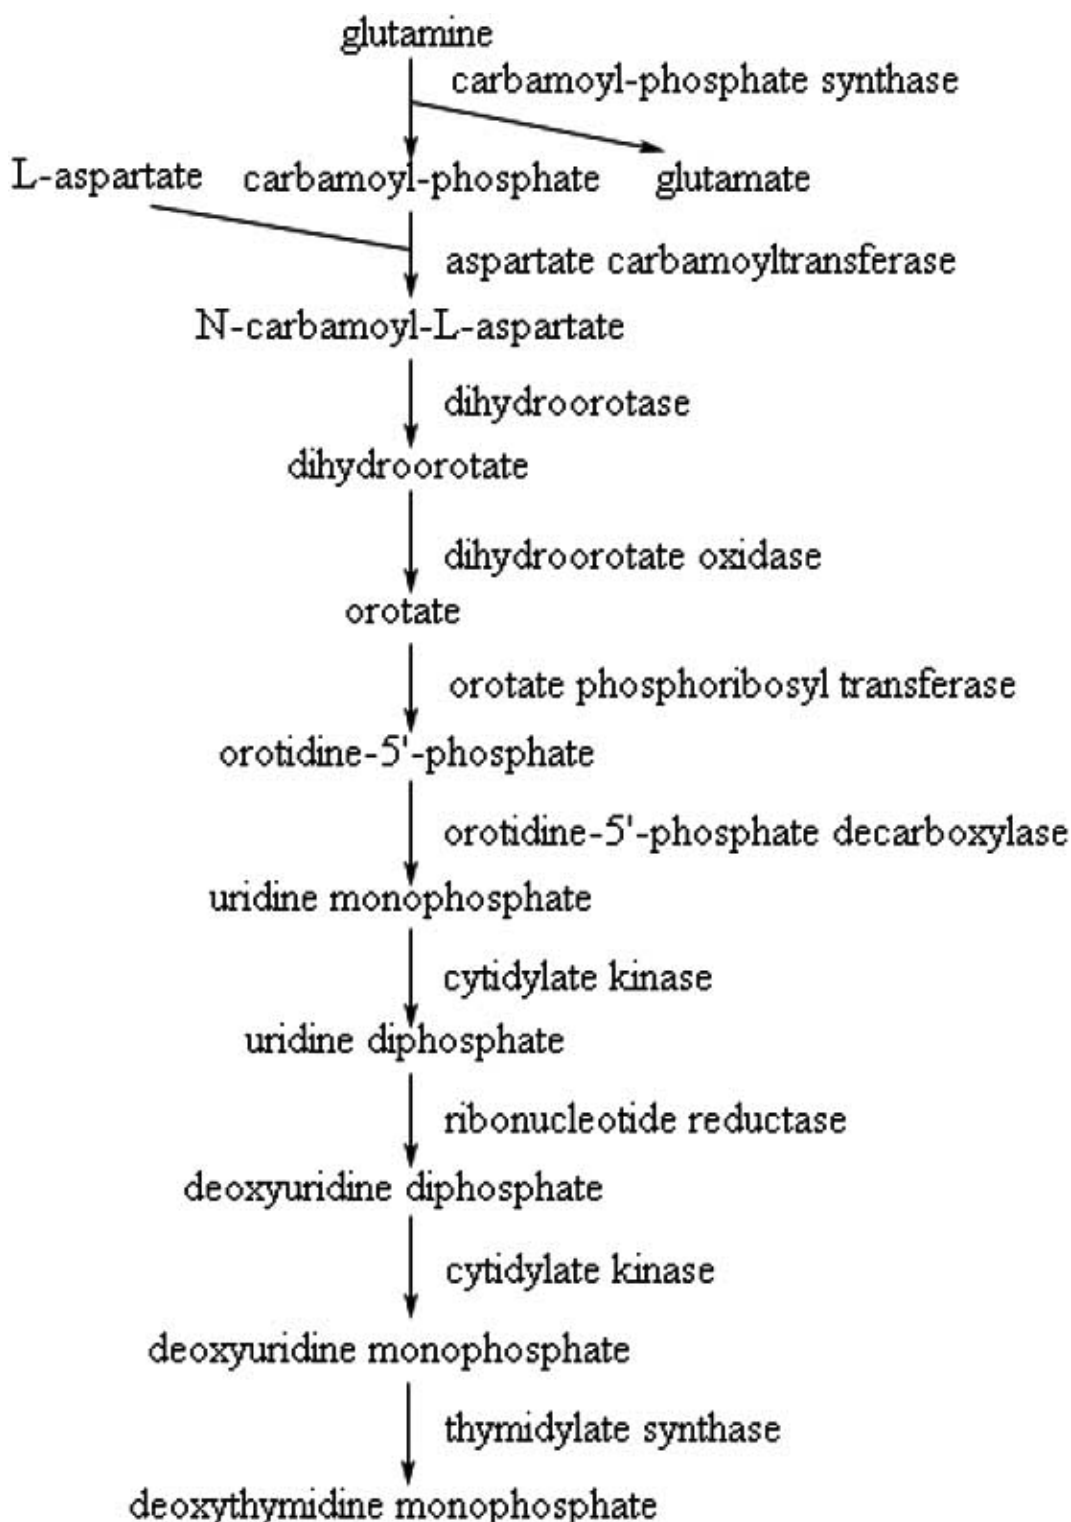 glutamine
carbamoyl-phosphate synthase
L-aspartate carbamoyl-phosphate glutamate
aspartate carbamoyltransferase
N-carbamoyl-L-aspartate
dihydroorotase
dihydroorotate
dihydroorotate oxidase
orotate
orotate phosphoribosyl transferase
orotidine-5'-phosphate
orotidine-5'-phosphate decarboxylase
uridine monophosphate
cytidylate kinase
uridine diphosphate
ribonucleotide reductase
deoxyuridine diphosphate
cytidylate kinase
deoxyuridine monophosphate
thymidylate synthase
deoxythymidine monophosphate